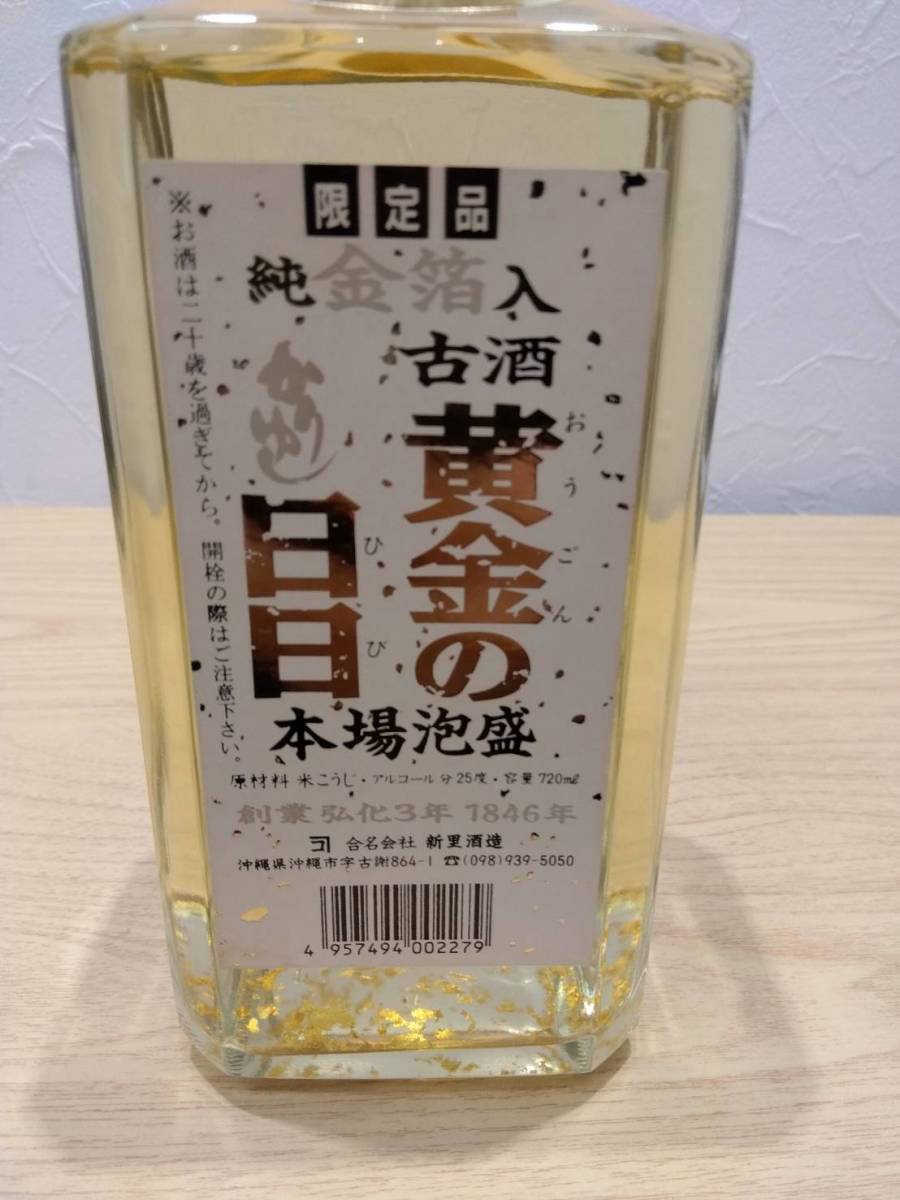 限定品
純金箔入
古酒
黄金の
おうごん
かりゆし
日日
ひび
本場泡盛
※お酒は二十歳を過ぎてから。開栓の際はご注意下さい。
原材料 米こうじ・アルコール分25度・容量720mℓ
創業 弘化3年 1846年
合名会社 新里酒造
沖縄県沖縄市字古謝864-1 ☎(098)939-5050
4 957494 002279